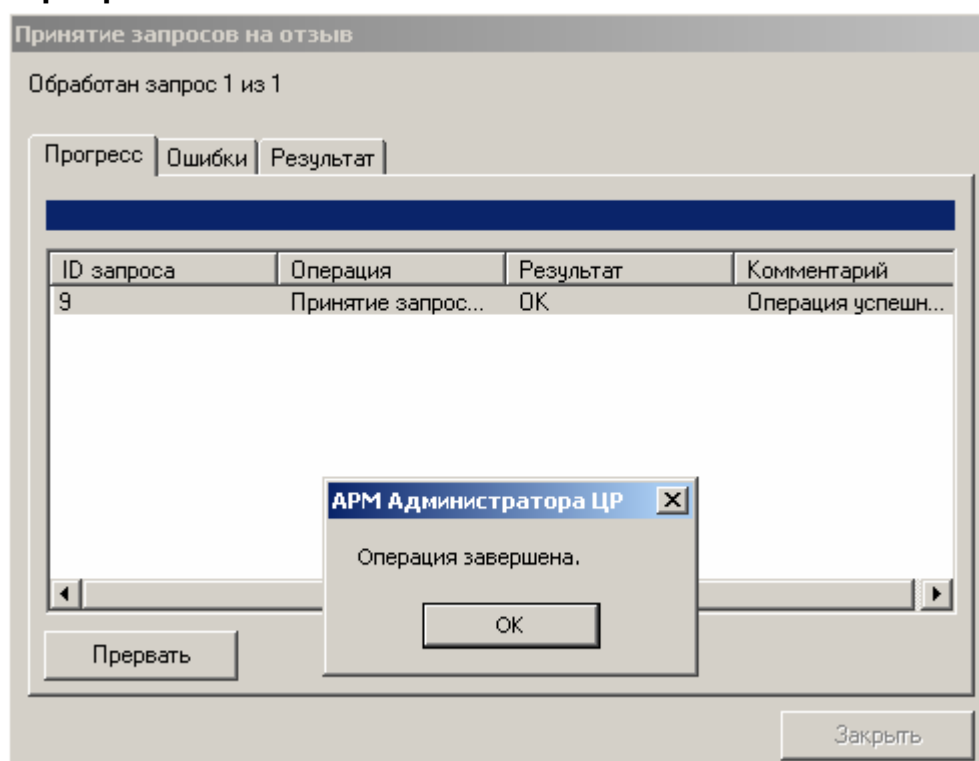 Принятие запросов на отзыв
Обработан запрос 1 из 1
Прогресс Ошибки Результат
ID запроса Операция Результат Комментарий
9 Принятие запрос... OK Операция успешн...
АРМ Администратора ЦР
Операция завершена.
OK
Прервать
Закрыть